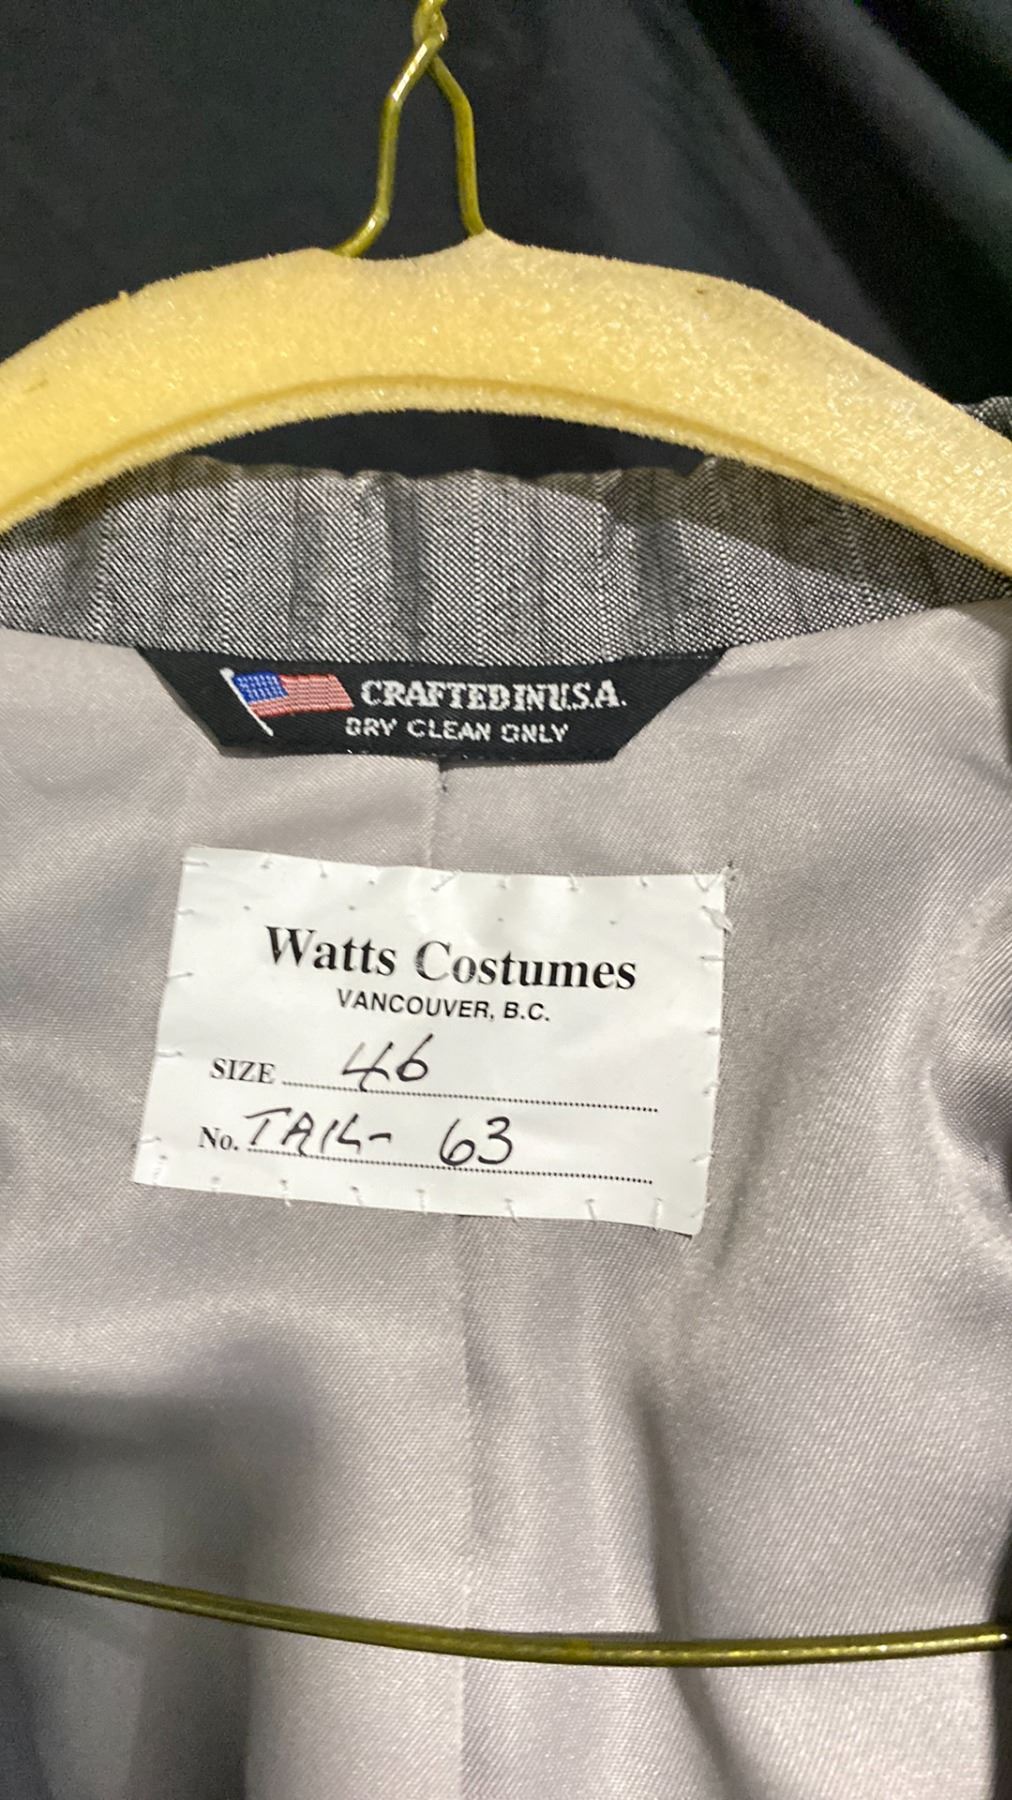 CRAFTED IN U.S.A.
DRY CLEAN ONLY
Watts Costumes
VANCOUVER, B.C.
SIZE 46
No. TAIL- 63